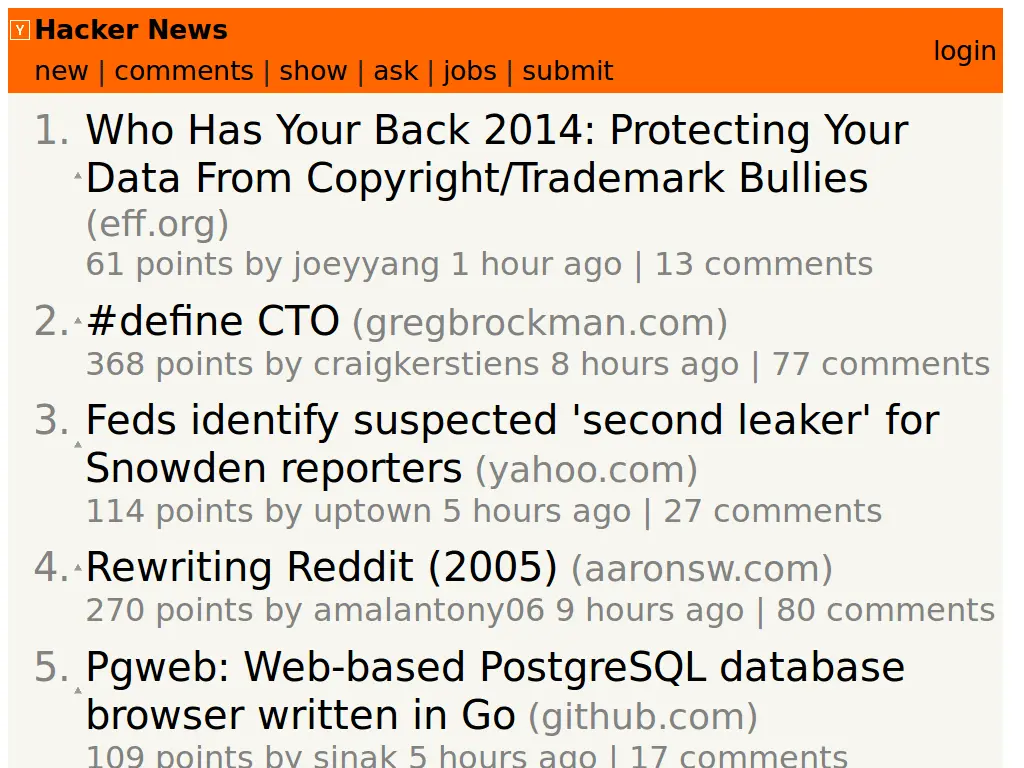 Y Hacker News
new | comments | show | ask | jobs | submit
login
1. Who Has Your Back 2014: Protecting Your
Data From Copyright/Trademark Bullies
(eff.org)
61 points by joeyyang 1 hour ago | 13 comments
2. #define CTO (gregbrockman.com)
368 points by craigkerstiens 8 hours ago | 77 comments
3. Feds identify suspected 'second leaker' for
Snowden reporters (yahoo.com)
114 points by uptown 5 hours ago | 27 comments
4. Rewriting Reddit (2005) (aaronsw.com)
270 points by amalantony06 9 hours ago | 80 comments
5. Pgweb: Web-based PostgreSQL database
browser written in Go (github.com)
109 points by sinak 5 hours ago | 17 comments